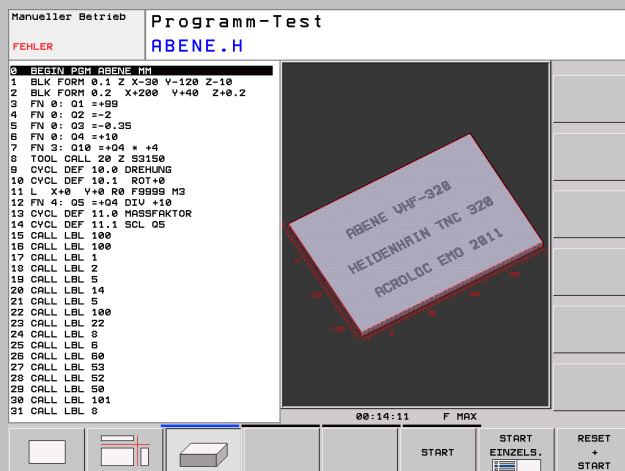 Manueller Betrieb
FEHLER
Programm-Test
ABENE.H
0 BEGIN PGM ABENE MM
1 BLK FORM 0.1 Z X-30 Y-120 Z-10
2 BLK FORM 0.2 X+200 Y+40 Z+0.2
3 FN 0: Q1 =+99
4 FN 0: Q2 =-2
5 FN 0: Q3 =-0.35
6 FN 0: Q4 =+10
7 FN 3: Q10 =+Q4 * +4
8 TOOL CALL 20 Z S3150
9 CYCL DEF 10.0 DREHUNG
10 CYCL DEF 10.1 ROT+0
11 L X+0 Y+0 R0 F9999 M3
12 FN 4: Q5 =+Q4 DIV +10
13 CYCL DEF 11.0 MASSFAKTOR
14 CYCL DEF 11.1 SCL Q5
15 CALL LBL 100
16 CALL LBL 100
17 CALL LBL 1
18 CALL LBL 2
19 CALL LBL 5
20 CALL LBL 14
21 CALL LBL 5
22 CALL LBL 100
23 CALL LBL 22
24 CALL LBL 8
25 CALL LBL 6
26 CALL LBL 60
27 CALL LBL 53
28 CALL LBL 52
29 CALL LBL 50
30 CALL LBL 101
31 CALL LBL 8
ABENE VHF-320
HEIDENHAIN TNC 320
ACROLOC EMO 2011
00:14:11 F MAX
START
START
EINZELS.
RESET
+
START